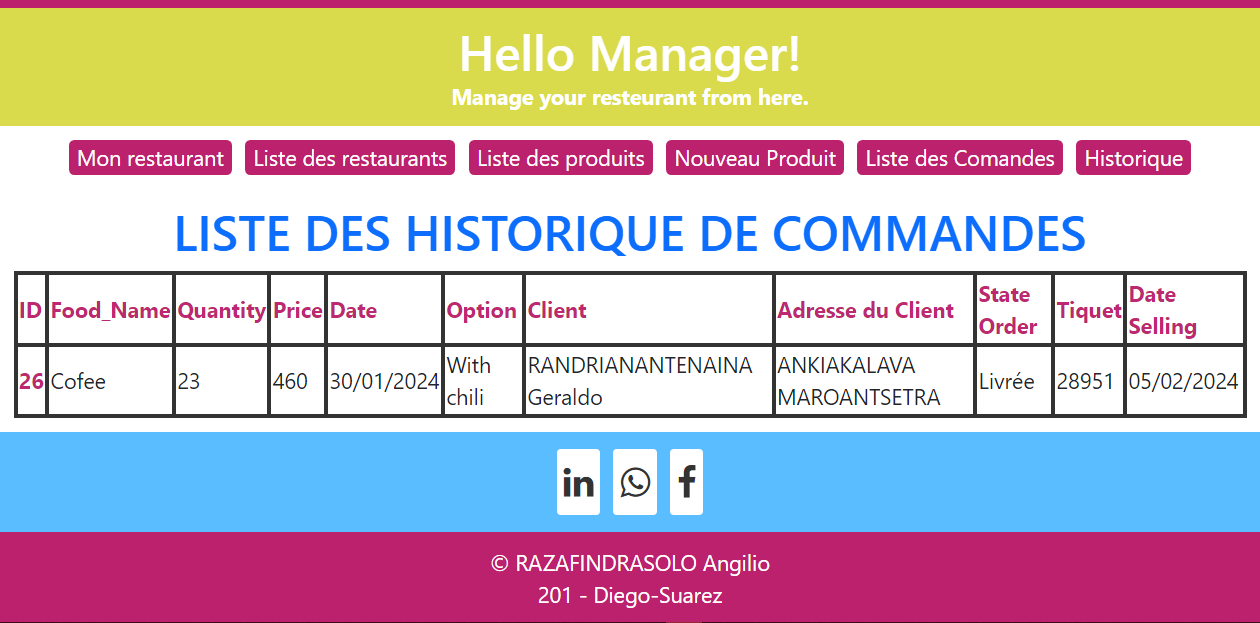 Hello Manager!
Manage your resteurant from here.
Mon restaurant Liste des restaurants Liste des produits Nouveau Produit Liste des Comandes Historique
LISTE DES HISTORIQUE DE COMMANDES
ID Food_Name Quantity Price Date Option Client Adresse du Client State Order Tiquet Date Selling
26 Cofee 23 460 30/01/2024 With chili RANDRIANANTENAINA Geraldo ANKIAKALAVA MAROANTSETRA Livrée 28951 05/02/2024
in f
© RAZAFINDRASOLO Angilio
201 - Diego-Suarez